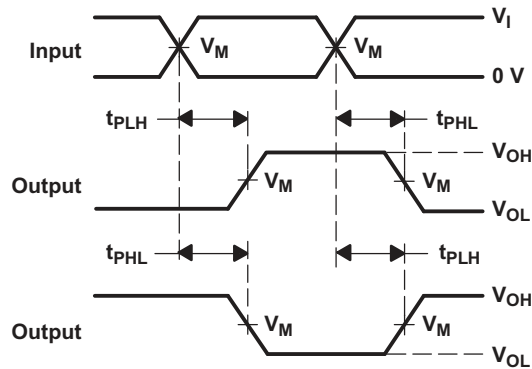 V_I
Input V_M V_M
0 V
t_PLH t_PHL
V_OH
Output V_M V_M
V_OL
t_PHL t_PLH
V_OH
Output V_M V_M
V_OL